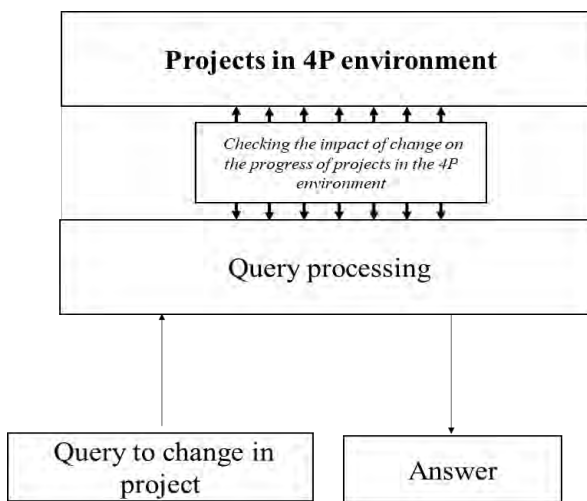 Projects in 4P environment
Checking the impact of change on
the progress of projects in the 4P
environment
Query processing
Query to change in
project
Answer